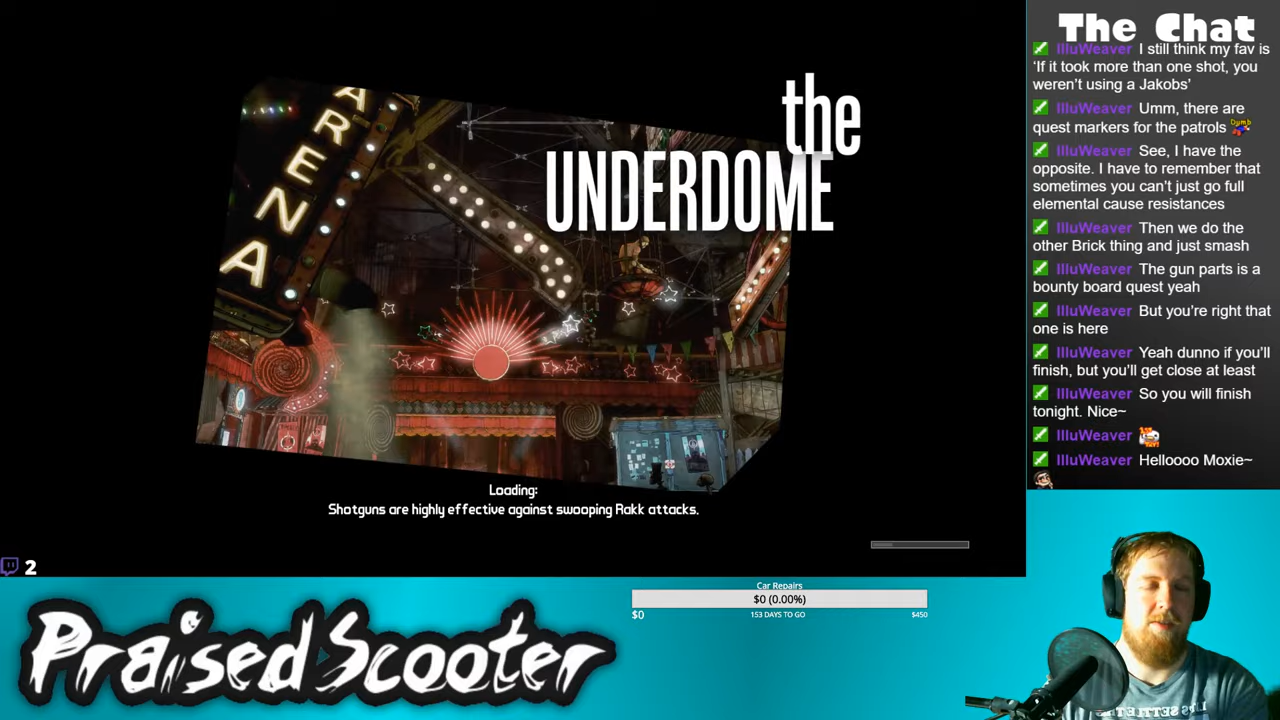 ARENA
the
UNDERDOME
Loading:
Shotguns are highly effective against swooping Rakk attacks.
The Chat
IlluWeaver I still think my fav is
‘If it took more than one shot, you
weren’t using a Jakobs’
IlluWeaver Umm, there are
quest markers for the patrols
Dumb
IlluWeaver See, I have the
opposite. I have to remember that
sometimes you can’t just go full
elemental cause resistances
IlluWeaver Then we do the
other Brick thing and just smash
IlluWeaver The gun parts is a
bounty board quest yeah
IlluWeaver But you’re right that
one is here
IlluWeaver Yeah dunno if you’ll
finish, but you’ll get close at least
IlluWeaver So you will finish
tonight. Nice~
IlluWeaver
IlluWeaver Helloooo Moxie~
2
Car Repairs
$0 (0.00%)
$0
153 DAYS TO GO
$450
PraisedScooter